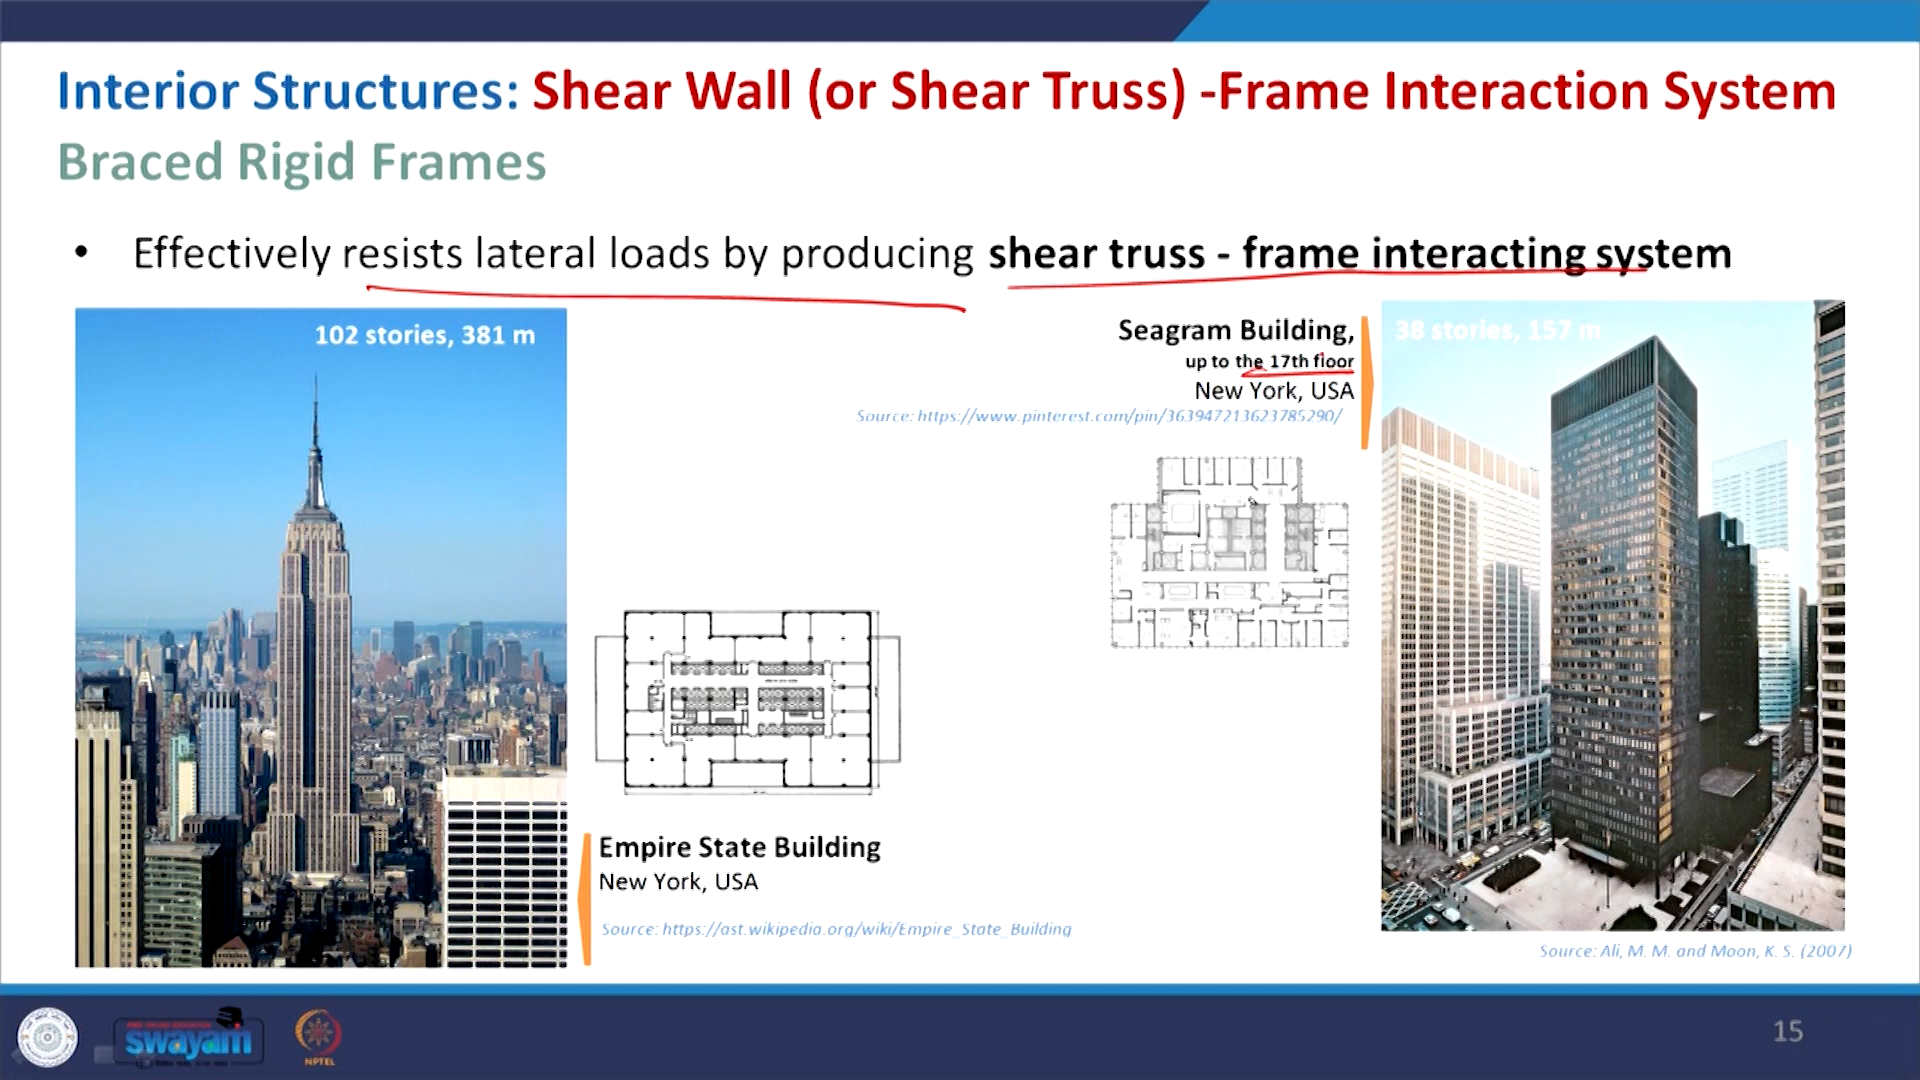 Interior Structures: Shear Wall (or Shear Truss) -Frame Interaction System
Braced Rigid Frames
• Effectively resists lateral loads by producing shear truss - frame interacting system
102 stories, 381 m
Seagram Building,
up to the 17th floor
New York, USA
Source: https://www.pinterest.com/pin/363947213623785290/
38 stories, 157 m
Empire State Building
New York, USA
Source: https://ast.wikipedia.org/wiki/Empire_State_Building
Source: Ali, M. M. and Moon, K. S. (2007)
swayam
NPTEL
15